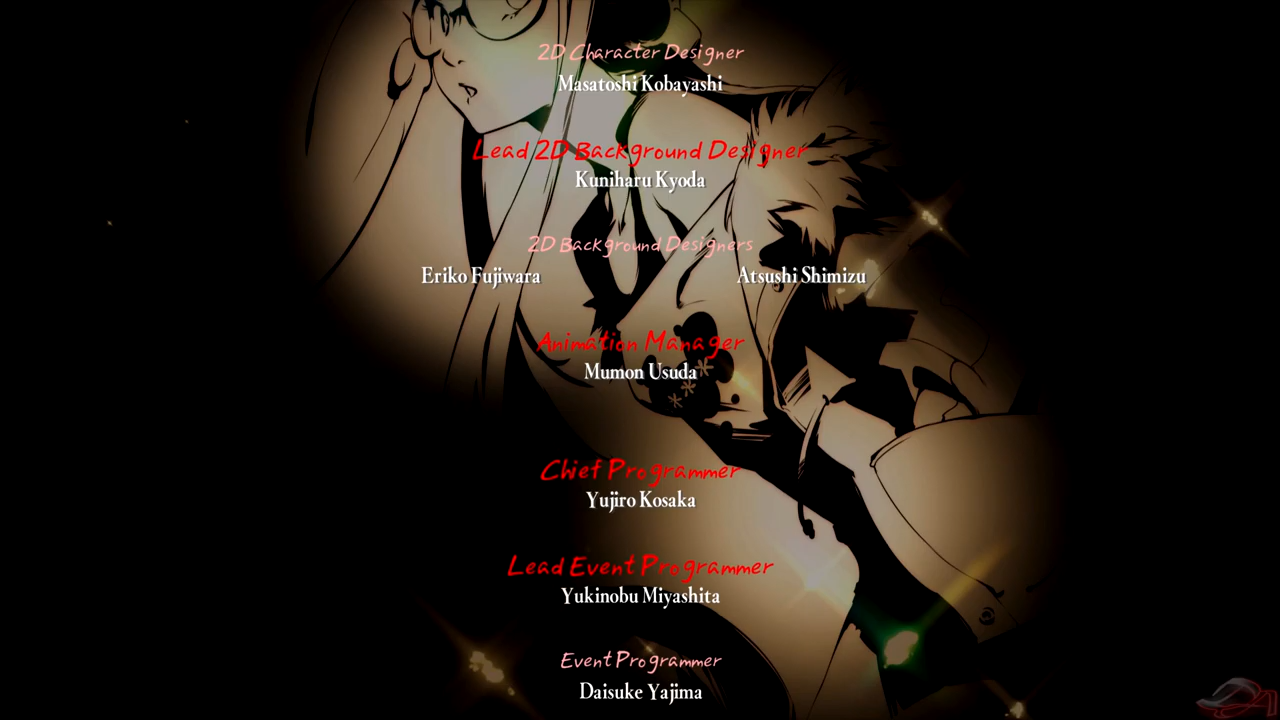 2D Character Designer
Masatoshi Kobayashi
Lead 2D Background Designer
Kuniharu Kyoda
2D Background Designers
Eriko Fujiwara Atsushi Shimizu
Animation Manager
Mumon Usuda
Chief Programmer
Yujiro Kosaka
Lead Event Programmer
Yukinobu Miyashita
Event Programmer
Daisuke Yajima